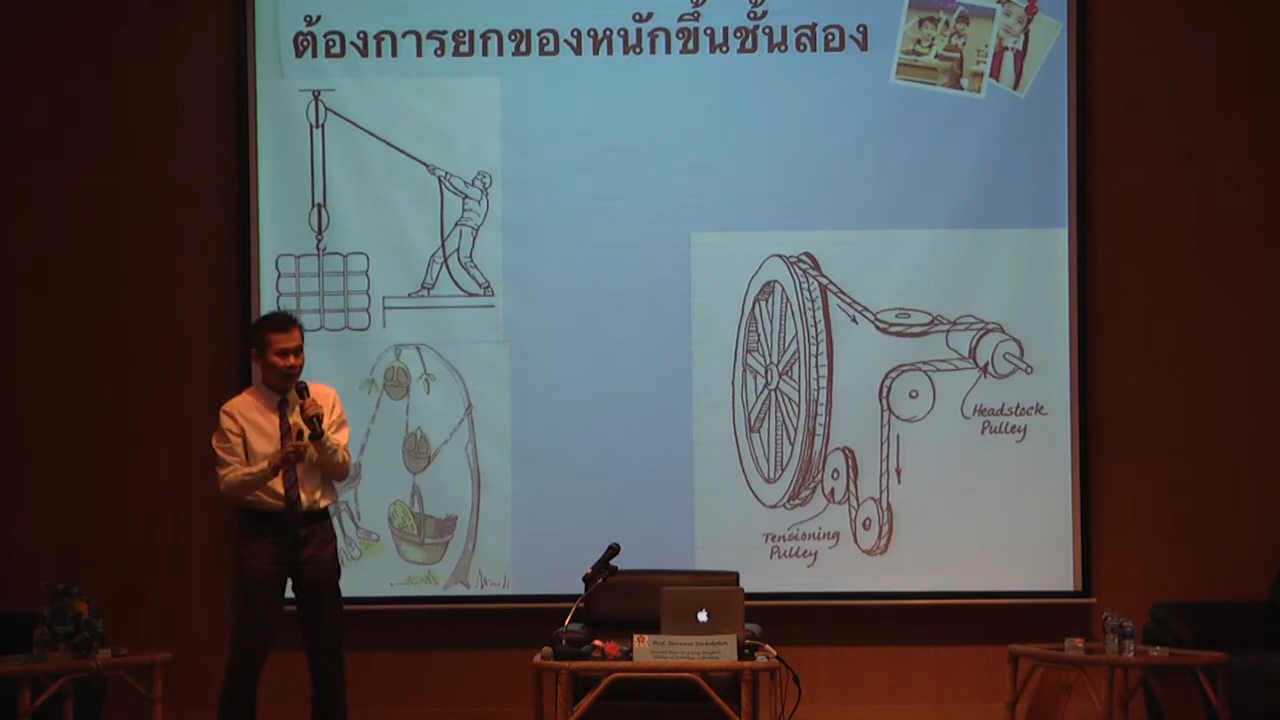 ต้องการยกของหนักขึ้นชั้นสอง
Headstock
Pulley
Tensioning
Pulley
Prof.